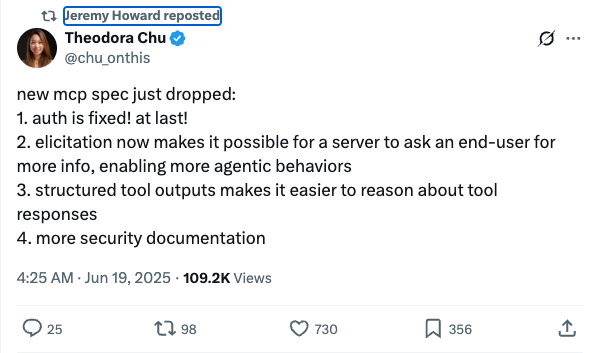 Jeremy Howard reposted
Theodora Chu
@chu_onthis
new mcp spec just dropped:
1. auth is fixed! at last!
2. elicitation now makes it possible for a server to ask an end-user for
more info, enabling more agentic behaviors
3. structured tool outputs makes it easier to reason about tool
responses
4. more security documentation
4:25 AM · Jun 19, 2025 · 109.2K Views
25 98 730 356